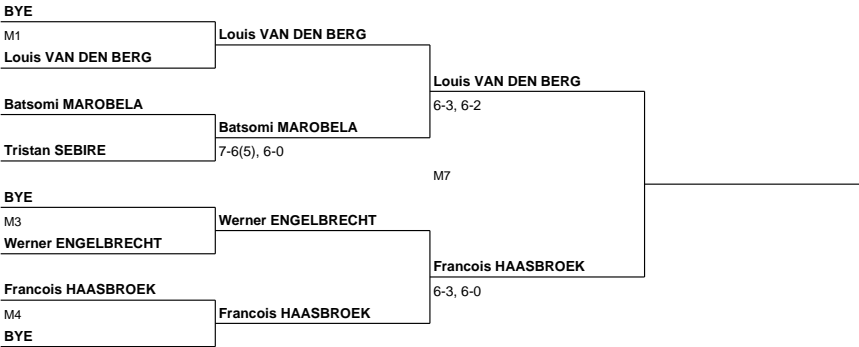 BYE
M1
Louis VAN DEN BERG
Louis VAN DEN BERG
Louis VAN DEN BERG
6-3, 6-2
Batsomi MAROBELA
Batsomi MAROBELA
Tristan SEBIRE
7-6(5), 6-0
M7
BYE
M3
Werner ENGELBRECHT
Werner ENGELBRECHT
Francois HAASBROEK
6-3, 6-0
Francois HAASBROEK
M4
Francois HAASBROEK
BYE